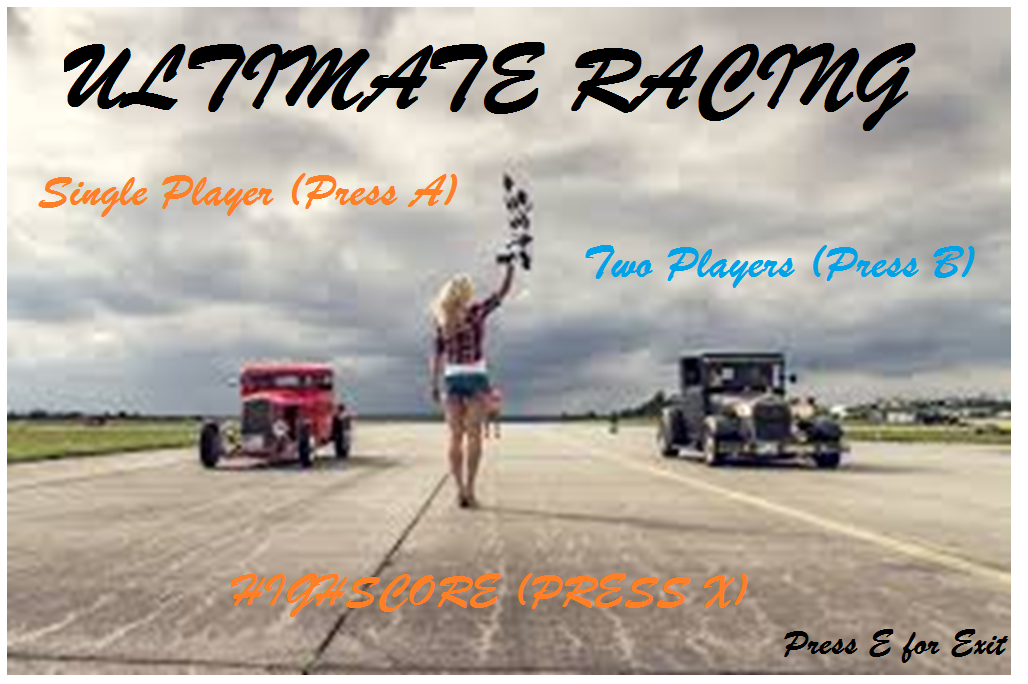 ULTIMATE RACING
Single Player (Press A)
Two Players (Press B)
HIGHSCORE (PRESS X)
Press E for Exit